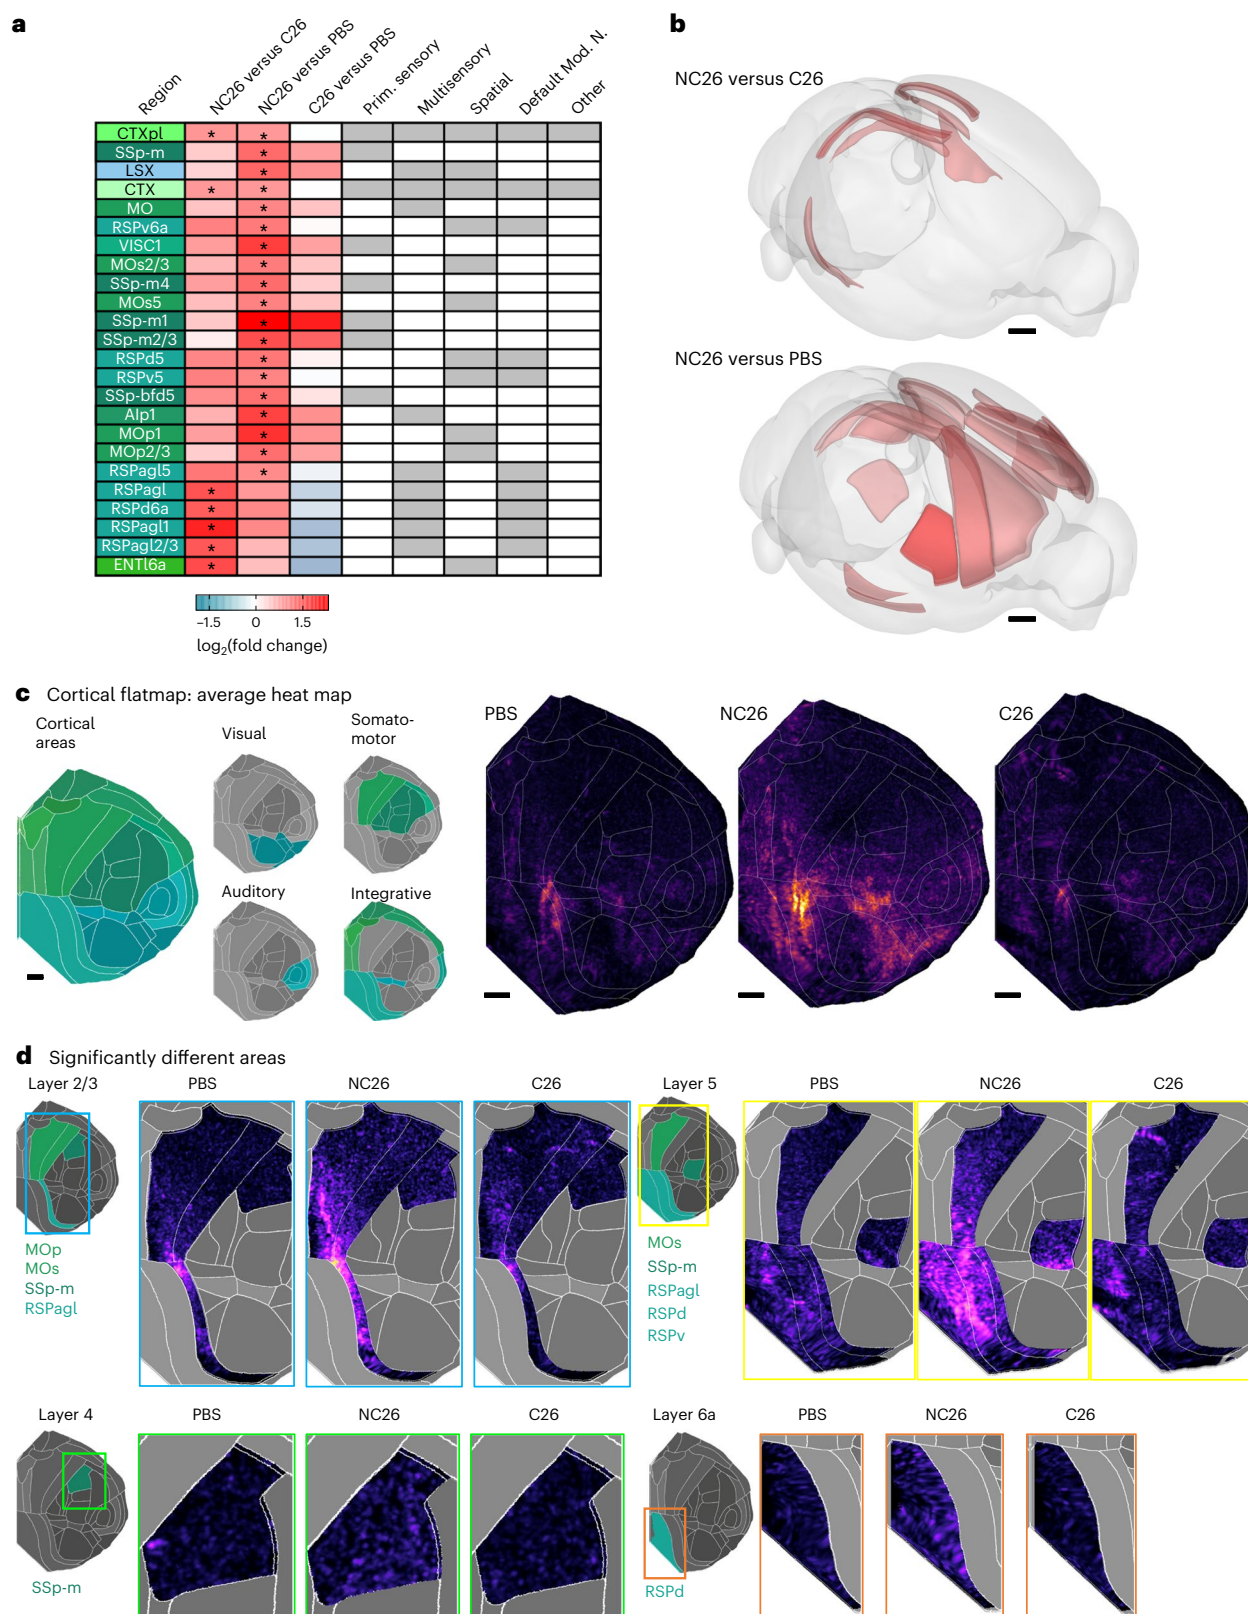 a
Region
NC26 versus C26
NC26 versus PBS
C26 versus PBS
Prim. sensory
Multisensory
Spatial
Default Mod. N.
Other
CTXpl * *
SSp-m *
LSX *
CTX * *
MO *
RSPv6a *
VISC1 *
MOs2/3 *
SSp-m4 *
MOs5 *
SSp-m1 *
SSp-m2/3 *
RSPd5 *
RSPv5 *
SSp-bfd5 *
AIp1 *
MOp1 *
MOp2/3 *
RSPagl5 *
RSPagl *
RSPd6a *
RSPagl1 *
RSPagl2/3 *
ENTl6a *
−1.5 0 1.5
log2(fold change)
b
NC26 versus C26
NC26 versus PBS
c Cortical flatmap: average heat map
Cortical
areas
Visual
Somato-
motor
Auditory
Integrative
PBS
NC26
C26
d Significantly different areas
Layer 2/3
PBS
NC26
C26
MOp
MOs
SSp-m
RSPagl
Layer 5
PBS
NC26
C26
MOs
SSp-m
RSPagl
RSPd
RSPv
Layer 4
PBS
NC26
C26
SSp-m
Layer 6a
PBS
NC26
C26
RSPd